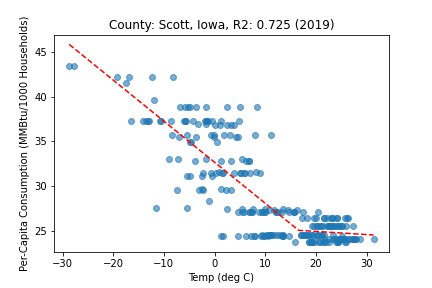 County: Scott, Iowa, R2: 0.725 (2019)
Per-Capita Consumption (MMBtu/1000 Households)
45
40
35
30
25
−30 −20 −10 0 10 20 30
Temp (deg C)